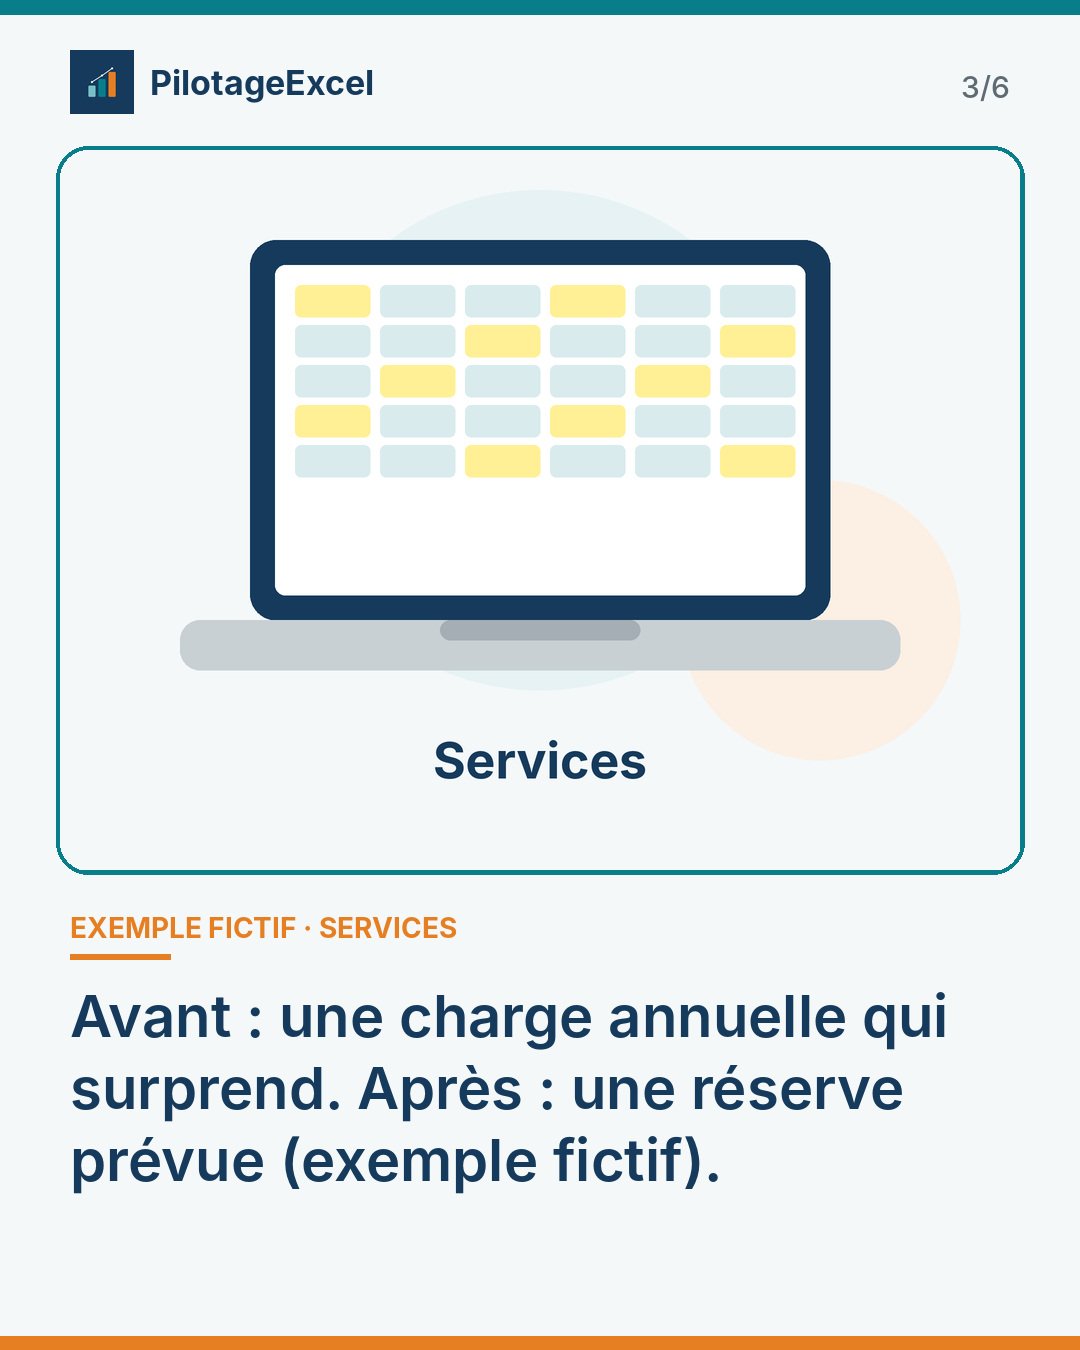 PilotageExcel
3/6
Services
EXEMPLE FICTIF · SERVICES
Avant : une charge annuelle qui
surprend. Après : une réserve
prévue (exemple fictif).